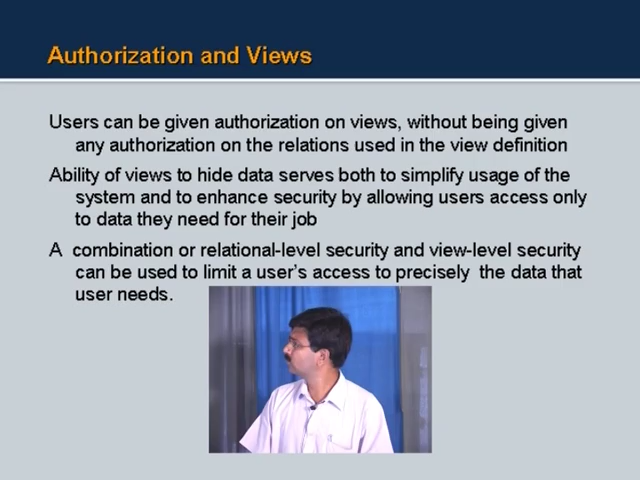 Authorization and Views
Users can be given authorization on views, without being given
any authorization on the relations used in the view definition
Ability of views to hide data serves both to simplify usage of the
system and to enhance security by allowing users access only
to data they need for their job
A combination or relational-level security and view-level security
can be used to limit a user’s access to precisely the data that
user needs.